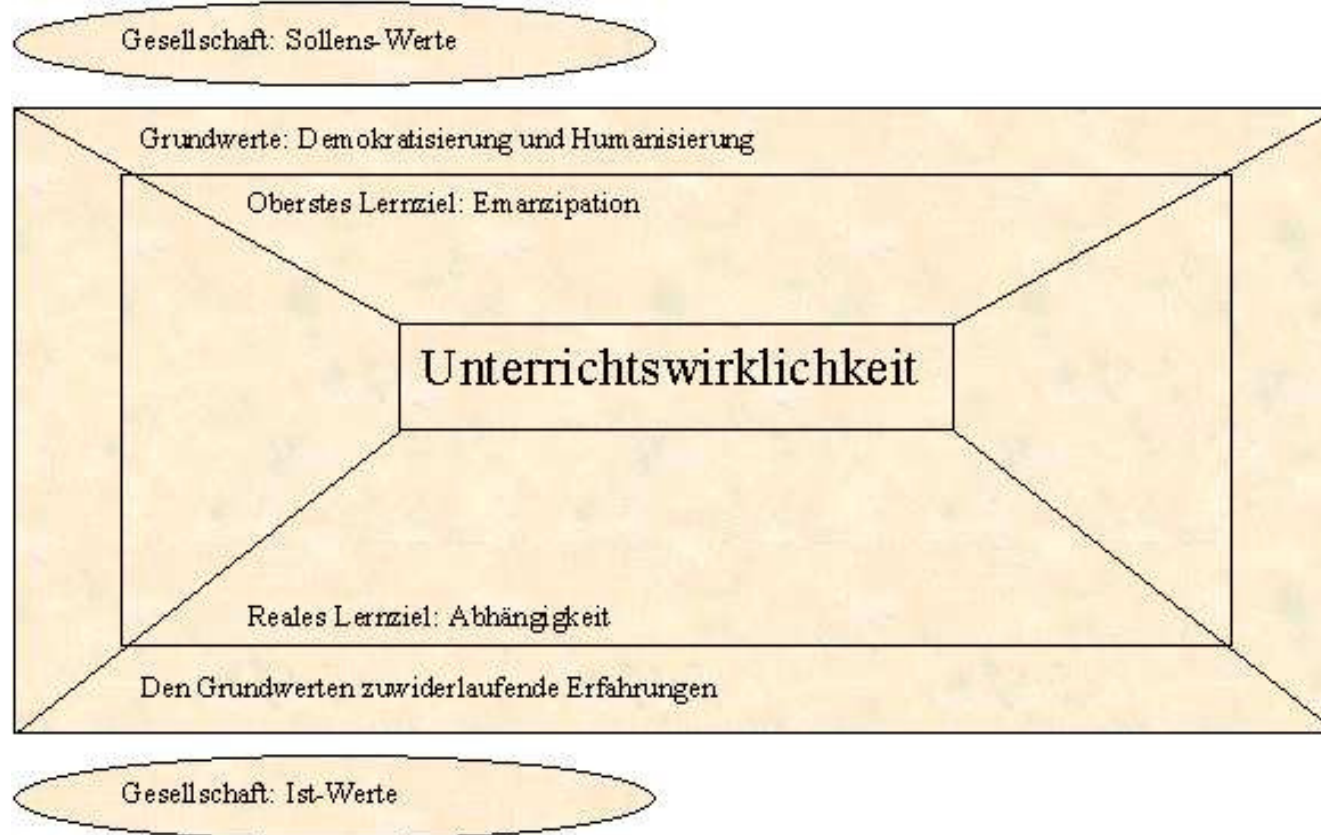 Gesellschaft: Sollens-Werte
Grundwerte: Demokratisierung und Humanisierung
Oberstes Lernziel: Emanzipation
Unterrichtswirklichkeit
Reales Lernziel: Abhängigkeit
Den Grundwerten zuwiderlaufende Erfahrungen
Gesellschaft: Ist-Werte